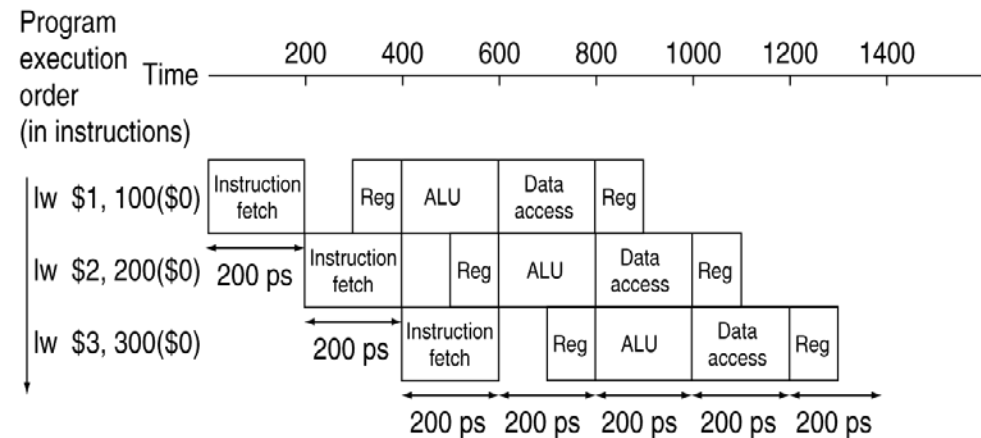 Program
execution
order
(in instructions)
Time
200 400 600 800 1000 1200 1400
lw $1, 100($0)
Instruction
fetch
Reg
ALU
Data
access
Reg
200 ps
lw $2, 200($0)
Instruction
fetch
Reg
ALU
Data
access
Reg
200 ps
lw $3, 300($0)
Instruction
fetch
Reg
ALU
Data
access
Reg
200 ps 200 ps 200 ps 200 ps 200 ps